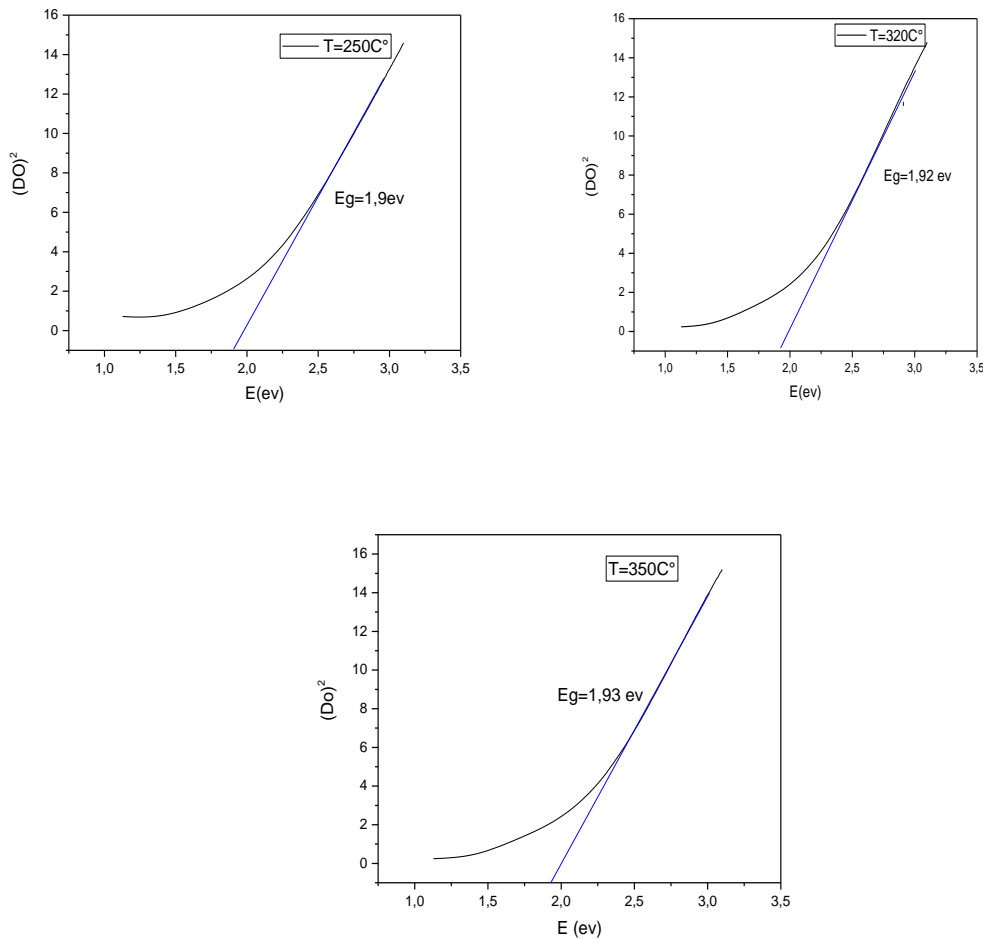 T=250C°
16
14
12
10
8
6
4
2
0
(DO)²
Eg=1,9ev
1,0 1,5 2,0 2,5 3,0 3,5
E(ev)
T=320C°
16
14
12
10
8
6
4
2
0
(DO)²
Eg=1,92 ev
1,0 1,5 2,0 2,5 3,0 3,5
E(ev)
T=350C°
16
14
12
10
8
6
4
2
0
(Do)²
Eg=1,93 ev
1,0 1,5 2,0 2,5 3,0 3,5
E (ev)